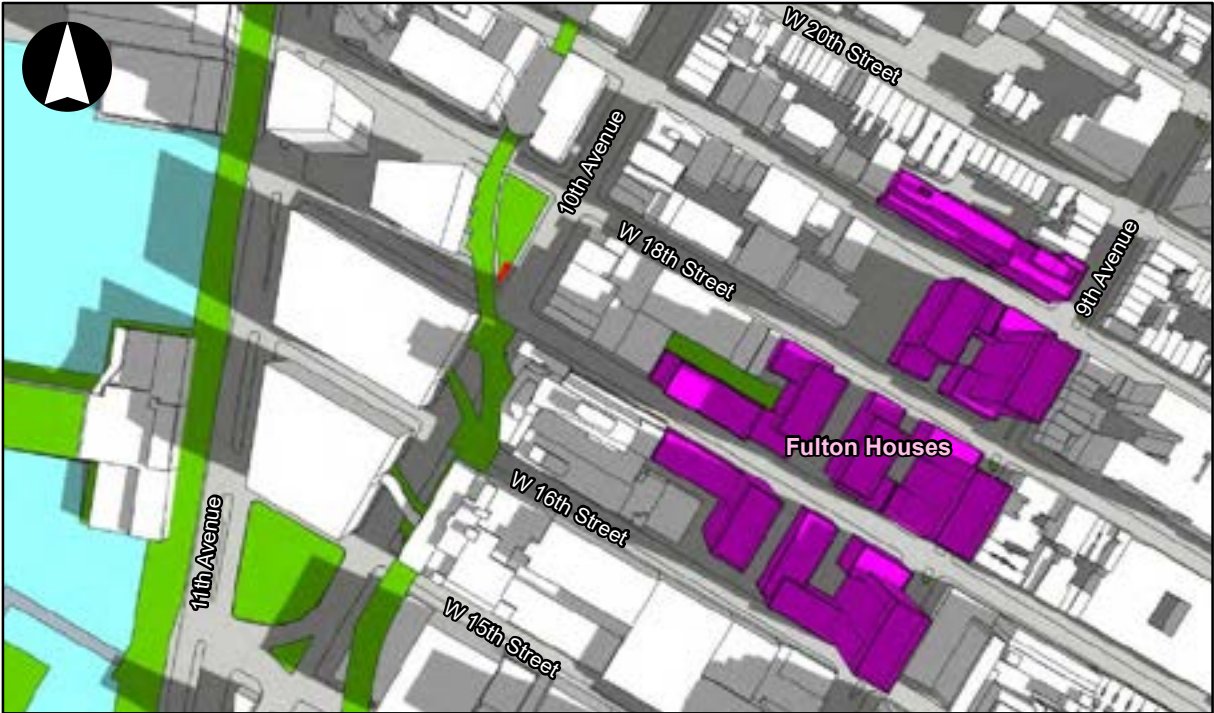 W 20th Street
10th Avenue
W 18th Street
9th Avenue
Fulton Houses
W 16th Street
11th Avenue
W 15th Street